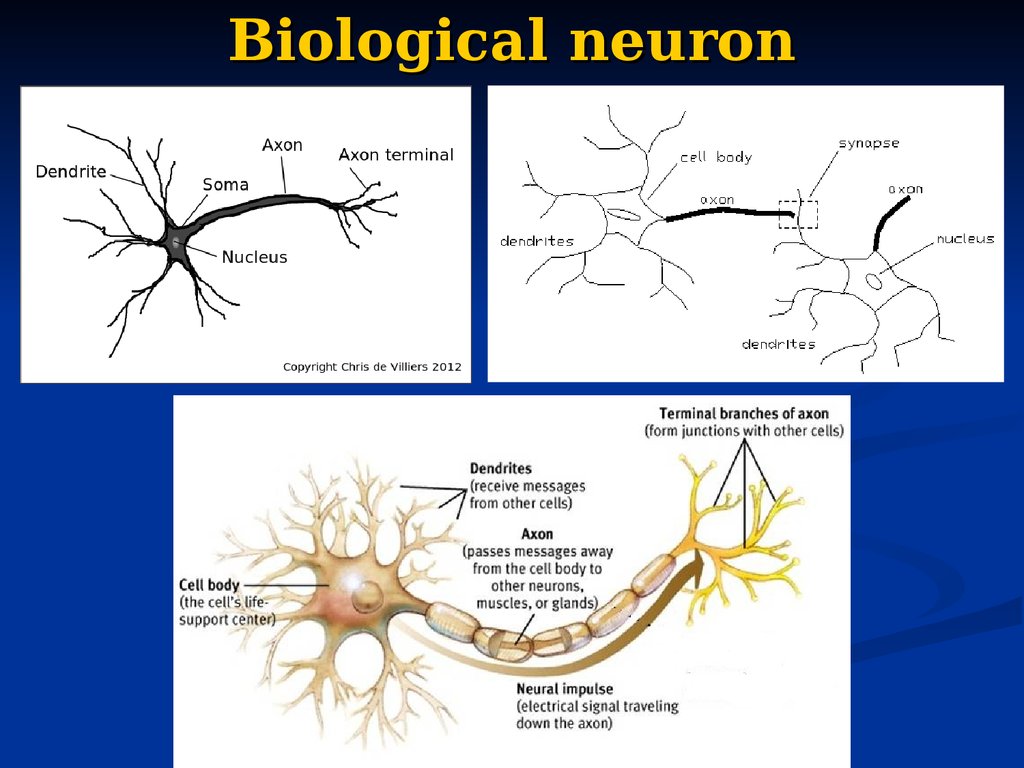 Biological neuron
Dendrite
Axon
Axon terminal
Soma
Nucleus
Copyright Chris de Villiers 2012
cell body
synapse
axon
axon
dendrites
nucleus
dendrites
Terminal branches of axon
(form junctions with other cells)
Dendrites
(receive messages
from other cells)
Axon
(passes messages away
from the cell body to
other neurons,
muscles, or glands)
Cell body
(the cell's life-
support center)
Neural impulse
(electrical signal traveling
down the axon)